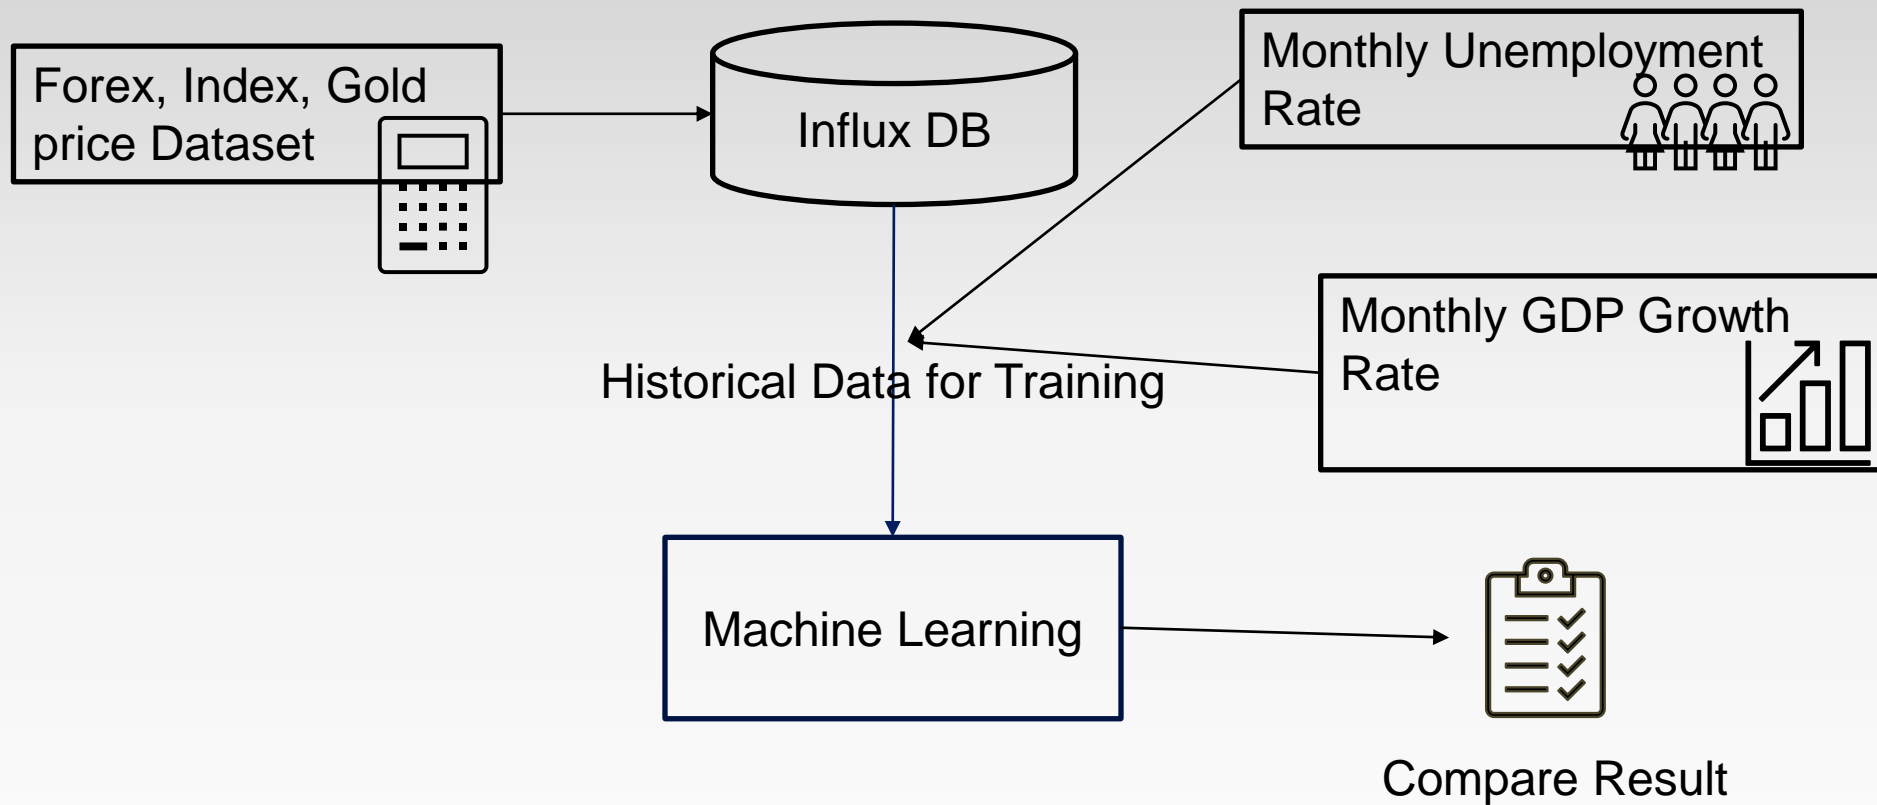 Forex, Index, Gold
price Dataset
Influx DB
Monthly Unemployment
Rate
Monthly GDP Growth
Rate
Historical Data for Training
Machine Learning
Compare Result